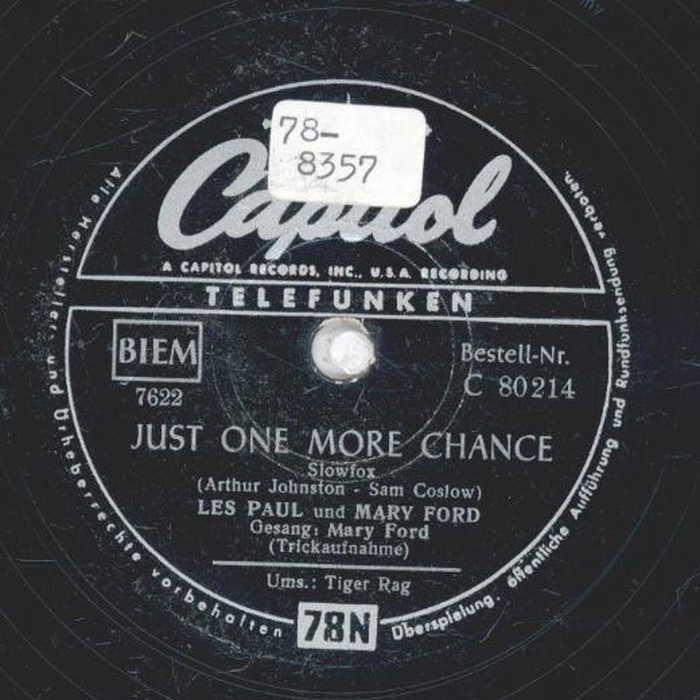 78-
8357
Capitol
A CAPITOL RECORDS, INC., U.S.A. RECORDING
TELEFUNKEN
BIEM
7622
Bestell-Nr.
C 80214
JUST ONE MORE CHANCE
Slowfox
(Arthur Johnston - Sam Coslow)
LES PAUL und MARY FORD
Gesang: Mary Ford
(Trickaufnahme)
Ums.: Tiger Rag
78N
Alle Hersteller- und Urheberrechte vorbehalten
Überspielung, öffentliche Aufführung und Rundfunksendung verboten.